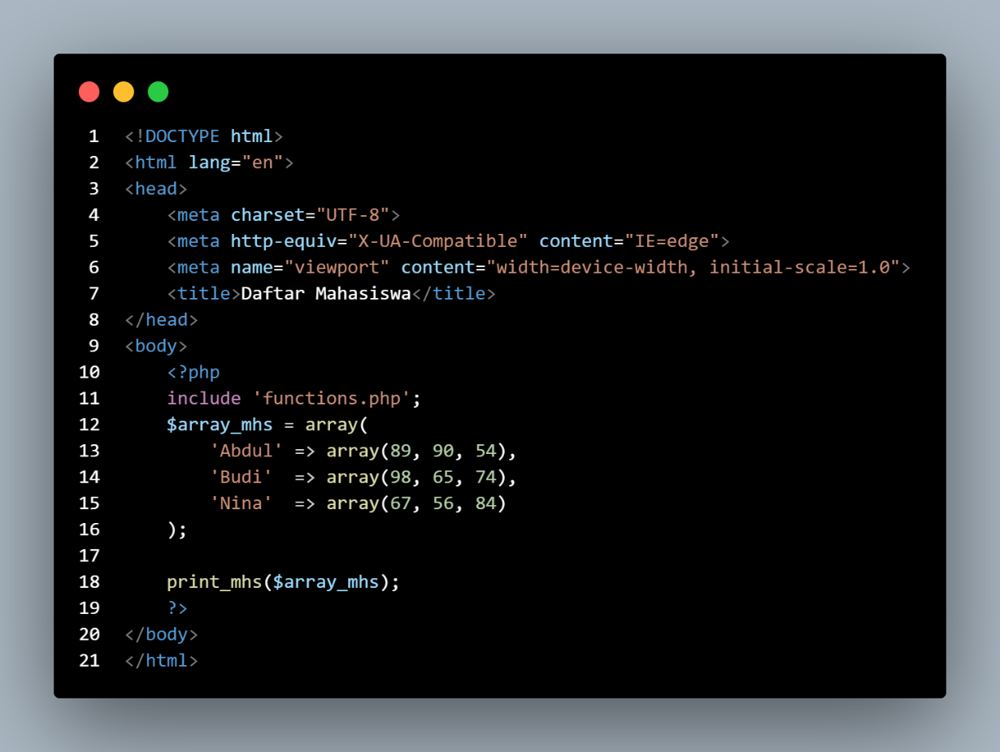 1 <!DOCTYPE html>
2 <html lang="en">
3 <head>
4     <meta charset="UTF-8">
5     <meta http-equiv="X-UA-Compatible" content="IE=edge">
6     <meta name="viewport" content="width=device-width, initial-scale=1.0">
7     <title>Daftar Mahasiswa</title>
8 </head>
9 <body>
10     <?php
11     include 'functions.php';
12     $array_mhs = array(
13         'Abdul' => array(89, 90, 54),
14         'Budi'  => array(98, 65, 74),
15         'Nina'  => array(67, 56, 84)
16     );
17
18     print_mhs($array_mhs);
19     ?>
20 </body>
21 </html>